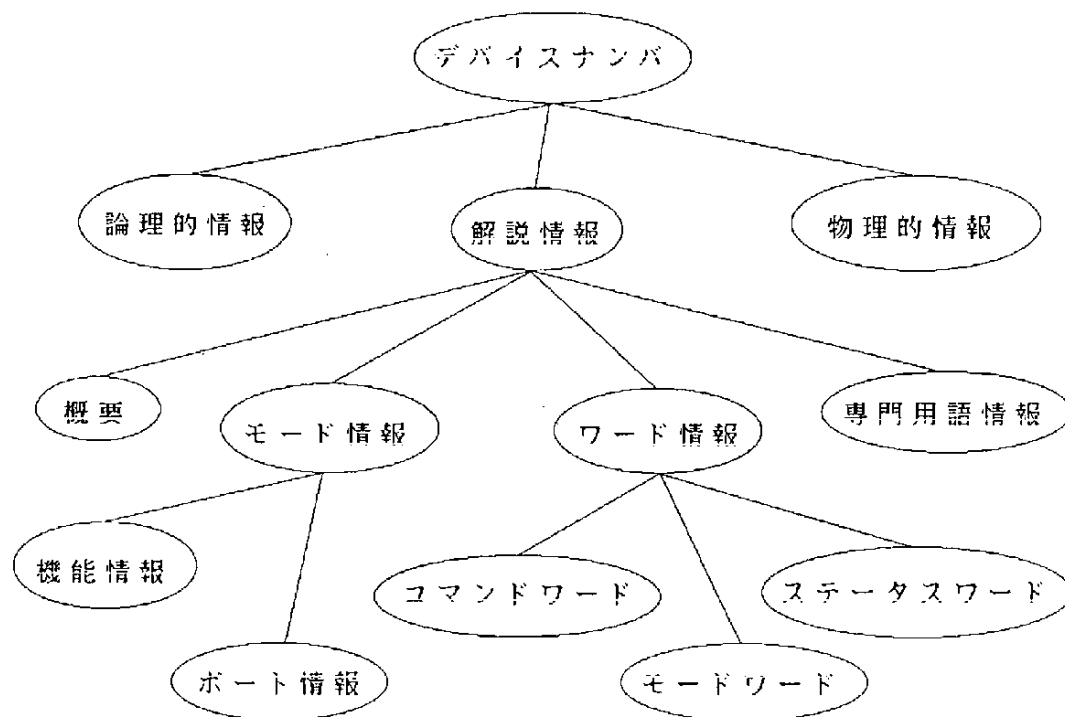 デバイスナンバ
論理的情報
解説情報
物理的情報
概要
モード情報
ワード情報
専門用語情報
機能情報
コマンドワード
ステータスワード
ポート情報
モードワード